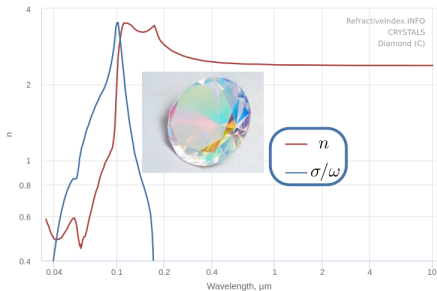 RefractiveIndex.INFO
CRYSTALS
Diamond (C)
4
2
1
0.8
0.6
0.4
n
n
σ/ω
0.04 0.1 0.2 0.4 1 2 4 10
Wavelength, µm